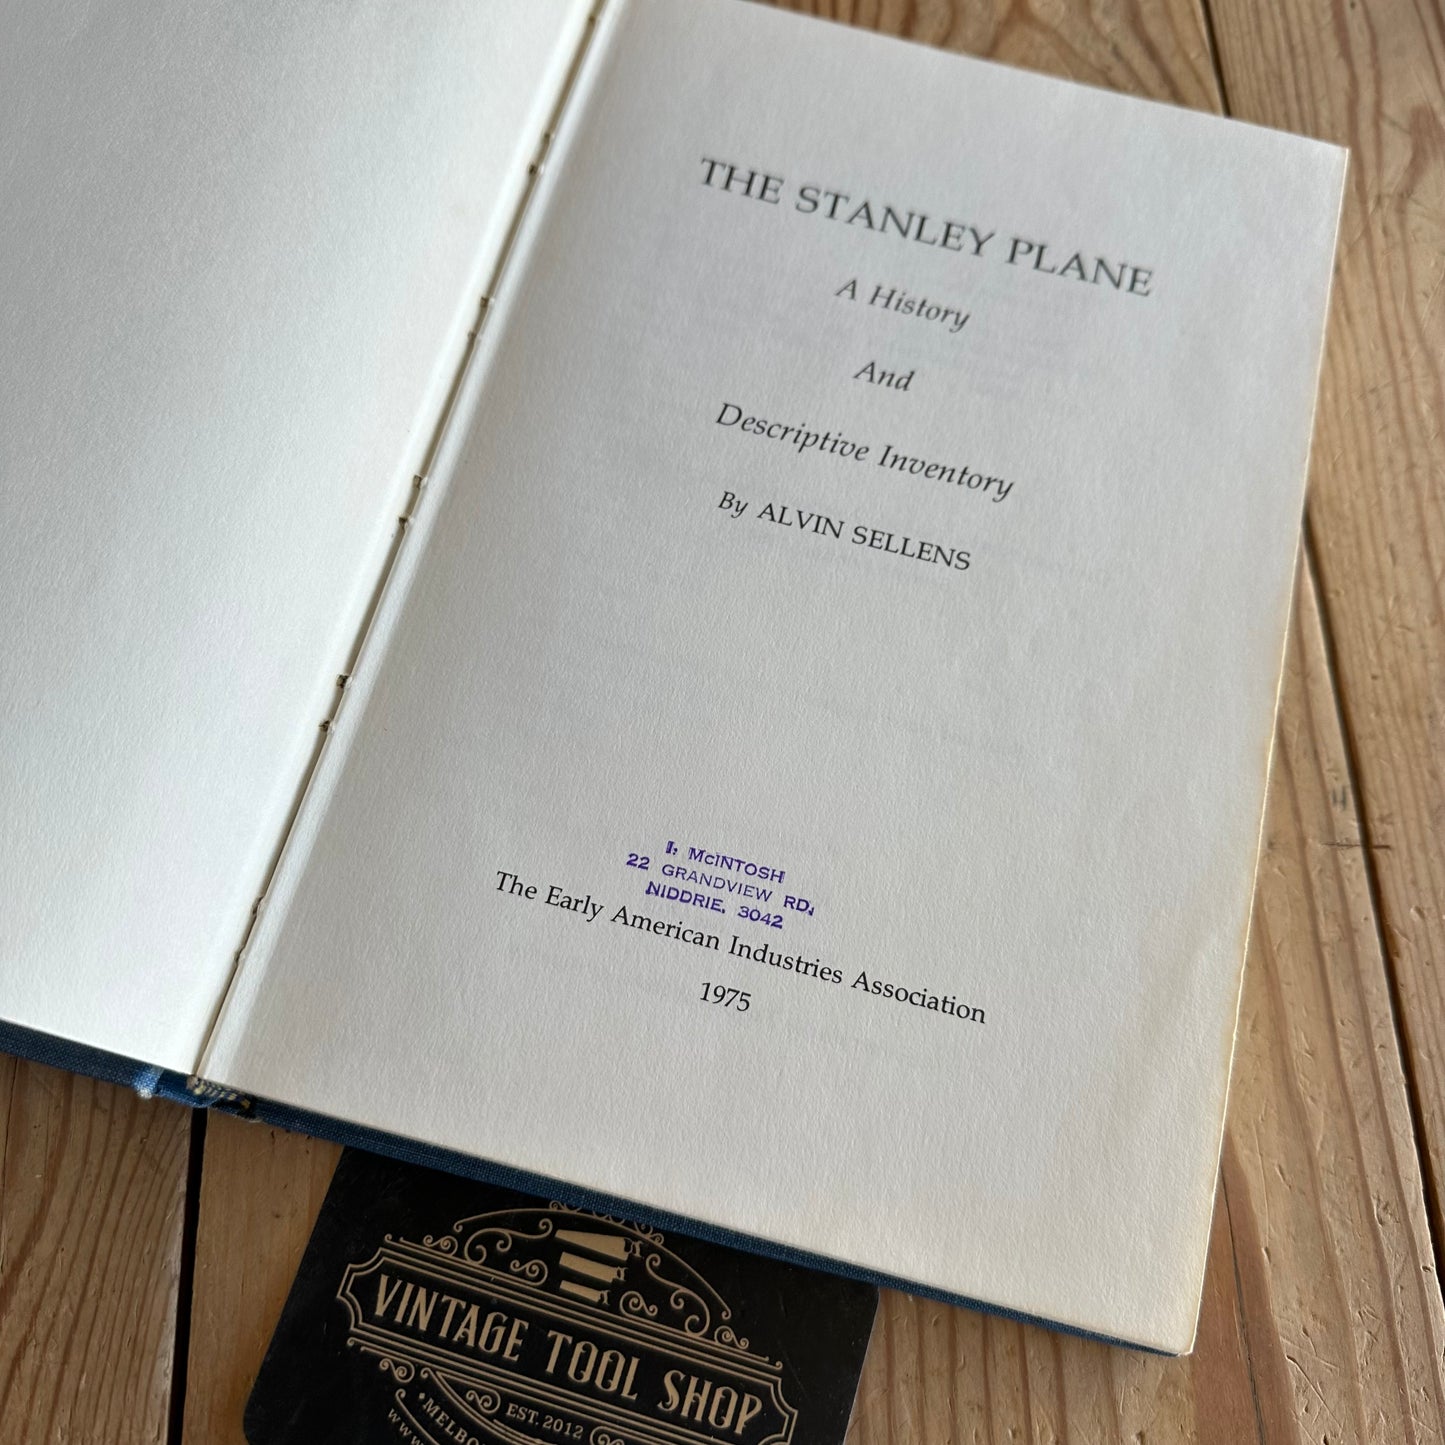 THE STANLEY PLANE
A History
And
Descriptive Inventory
By ALVIN SELLENS
I. McINTOSH
22 GRANDVIEW RD.
NIDDRIE. 3042
The Early American Industries Association
1975
VINTAGE TOOL SHOP
EST. 2012